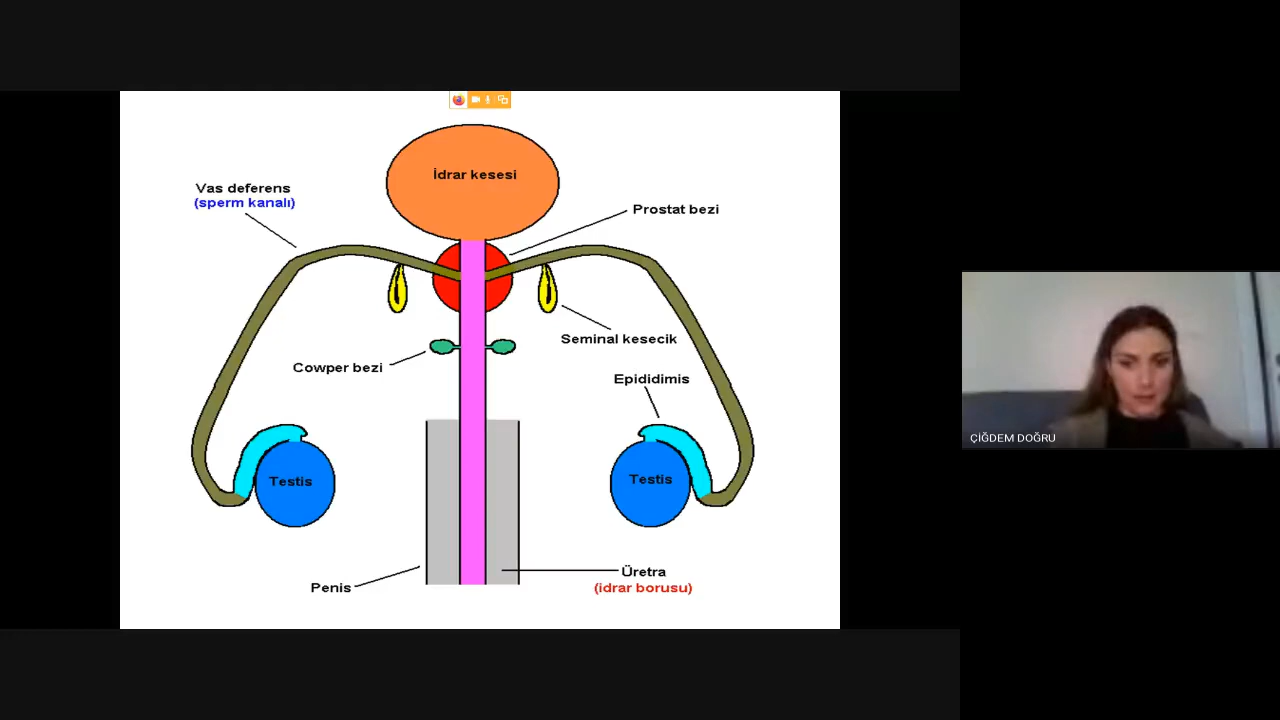 İdrar kesesi
Vas deferens
(sperm kanalı)
Prostat bezi
Seminal kesecik
Cowper bezi
Epididimis
Testis
Testis
Üretra
(idrar borusu)
Penis
ÇİĞDEM DOĞRU